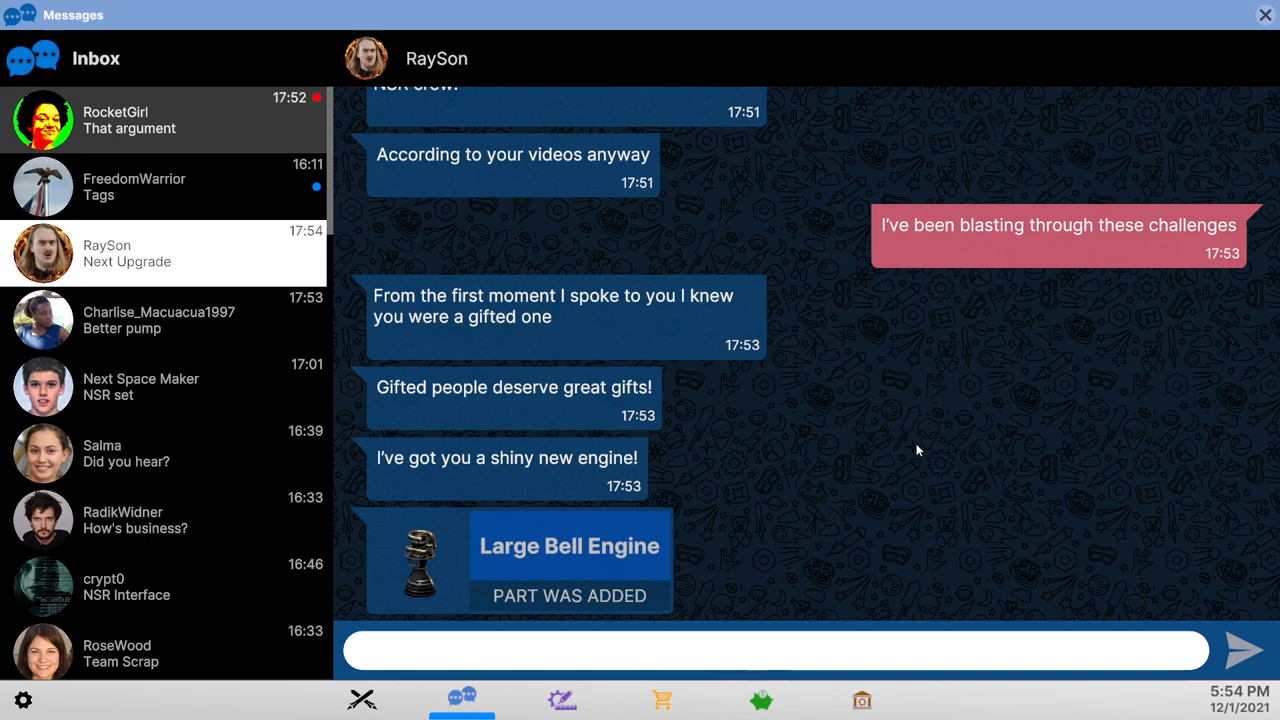 Messages
Inbox
RaySon
RocketGirl
That argument
17:52
FreedomWarrior
Tags
16:11
RaySon
Next Upgrade
17:54
Charlise_Macuacua1997
Better pump
17:53
Next Space Maker
NSR set
17:01
Salma
Did you hear?
16:39
RadikWidner
How's business?
16:33
crypt0
NSR Interface
16:46
RoseWood
Team Scrap
16:33
NSR crew!
17:51
According to your videos anyway
17:51
I've been blasting through these challenges
17:53
From the first moment I spoke to you I knew
you were a gifted one
17:53
Gifted people deserve great gifts!
17:53
I've got you a shiny new engine!
17:53
Large Bell Engine
PART WAS ADDED
5:54 PM
12/1/2021